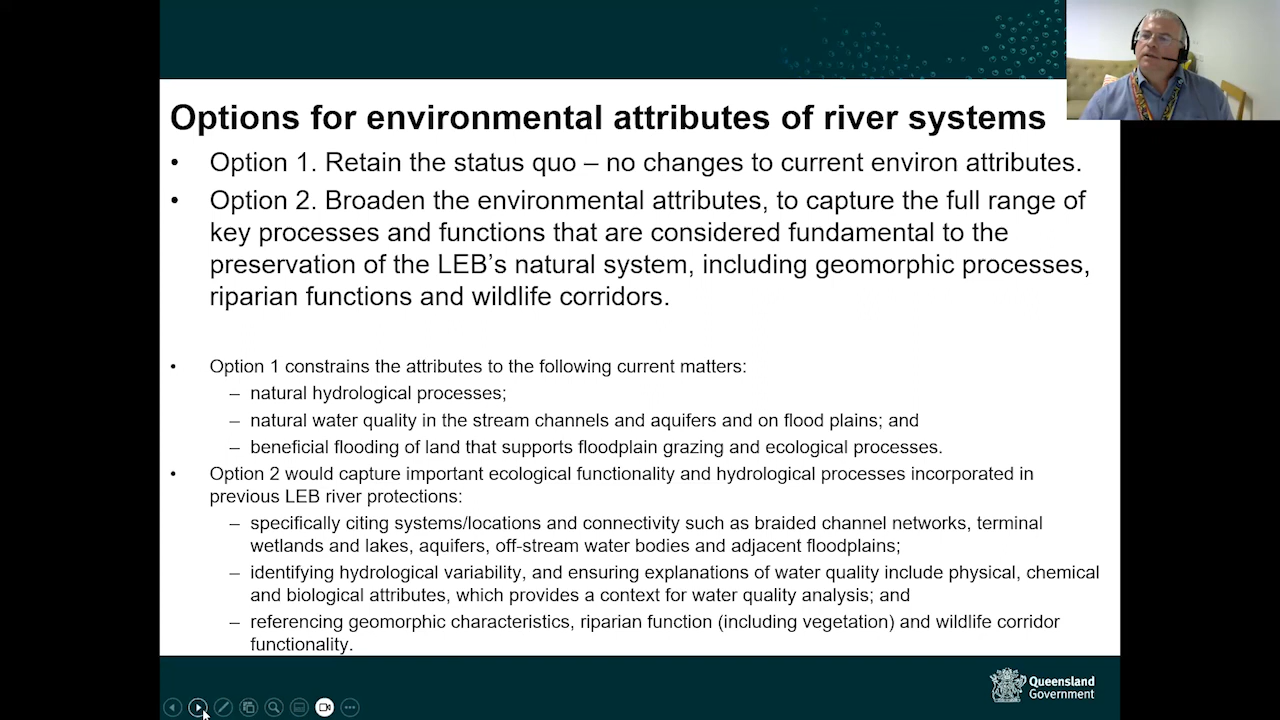 Options for environmental attributes of river systems
• Option 1. Retain the status quo – no changes to current environ attributes.
• Option 2. Broaden the environmental attributes, to capture the full range of
key processes and functions that are considered fundamental to the
preservation of the LEB’s natural system, including geomorphic processes,
riparian functions and wildlife corridors.
• Option 1 constrains the attributes to the following current matters:
– natural hydrological processes;
– natural water quality in the stream channels and aquifers and on flood plains; and
– beneficial flooding of land that supports floodplain grazing and ecological processes.
• Option 2 would capture important ecological functionality and hydrological processes incorporated in
previous LEB river protections:
– specifically citing systems/locations and connectivity such as braided channel networks, terminal
wetlands and lakes, aquifers, off-stream water bodies and adjacent floodplains;
– identifying hydrological variability, and ensuring explanations of water quality include physical, chemical
and biological attributes, which provides a context for water quality analysis; and
– referencing geomorphic characteristics, riparian function (including vegetation) and wildlife corridor
functionality.
Queensland
Government